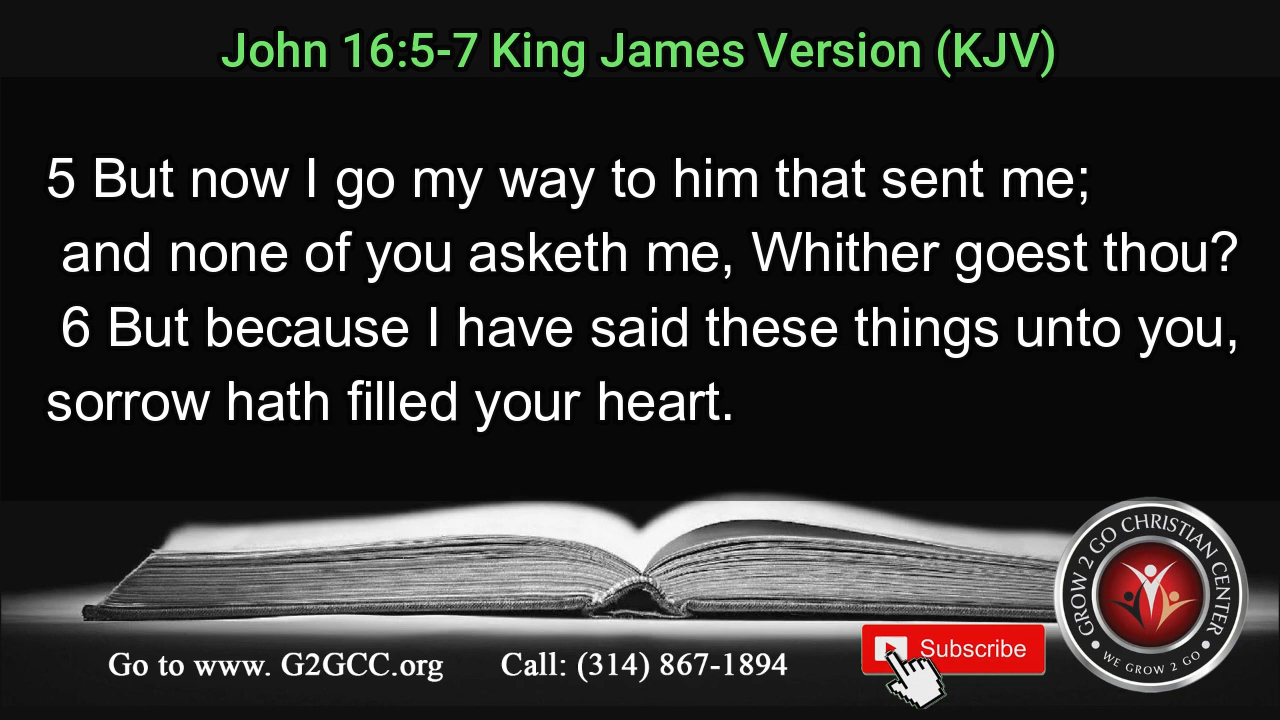 John 16:5-7 King James Version (KJV)
5 But now I go my way to him that sent me;
and none of you asketh me, Whither goest thou?
6 But because I have said these things unto you,
sorrow hath filled your heart.
GROW 2 GO CHRISTIAN CENTER
WE GROW 2 GO
Subscribe
Go to www. G2GCC.org Call: (314) 867-1894